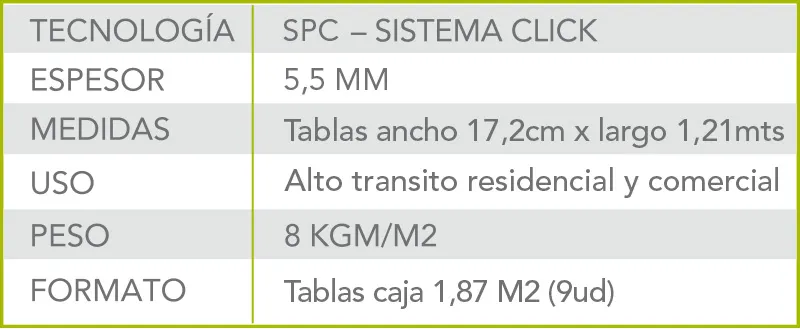 TECNOLOGÍA SPC – SISTEMA CLICK
ESPESOR 5,5 MM
MEDIDAS Tablas ancho 17,2cm x largo 1,21mts
USO Alto transito residencial y comercial
PESO 8 KGM/M2
FORMATO Tablas caja 1,87 M2 (9ud)